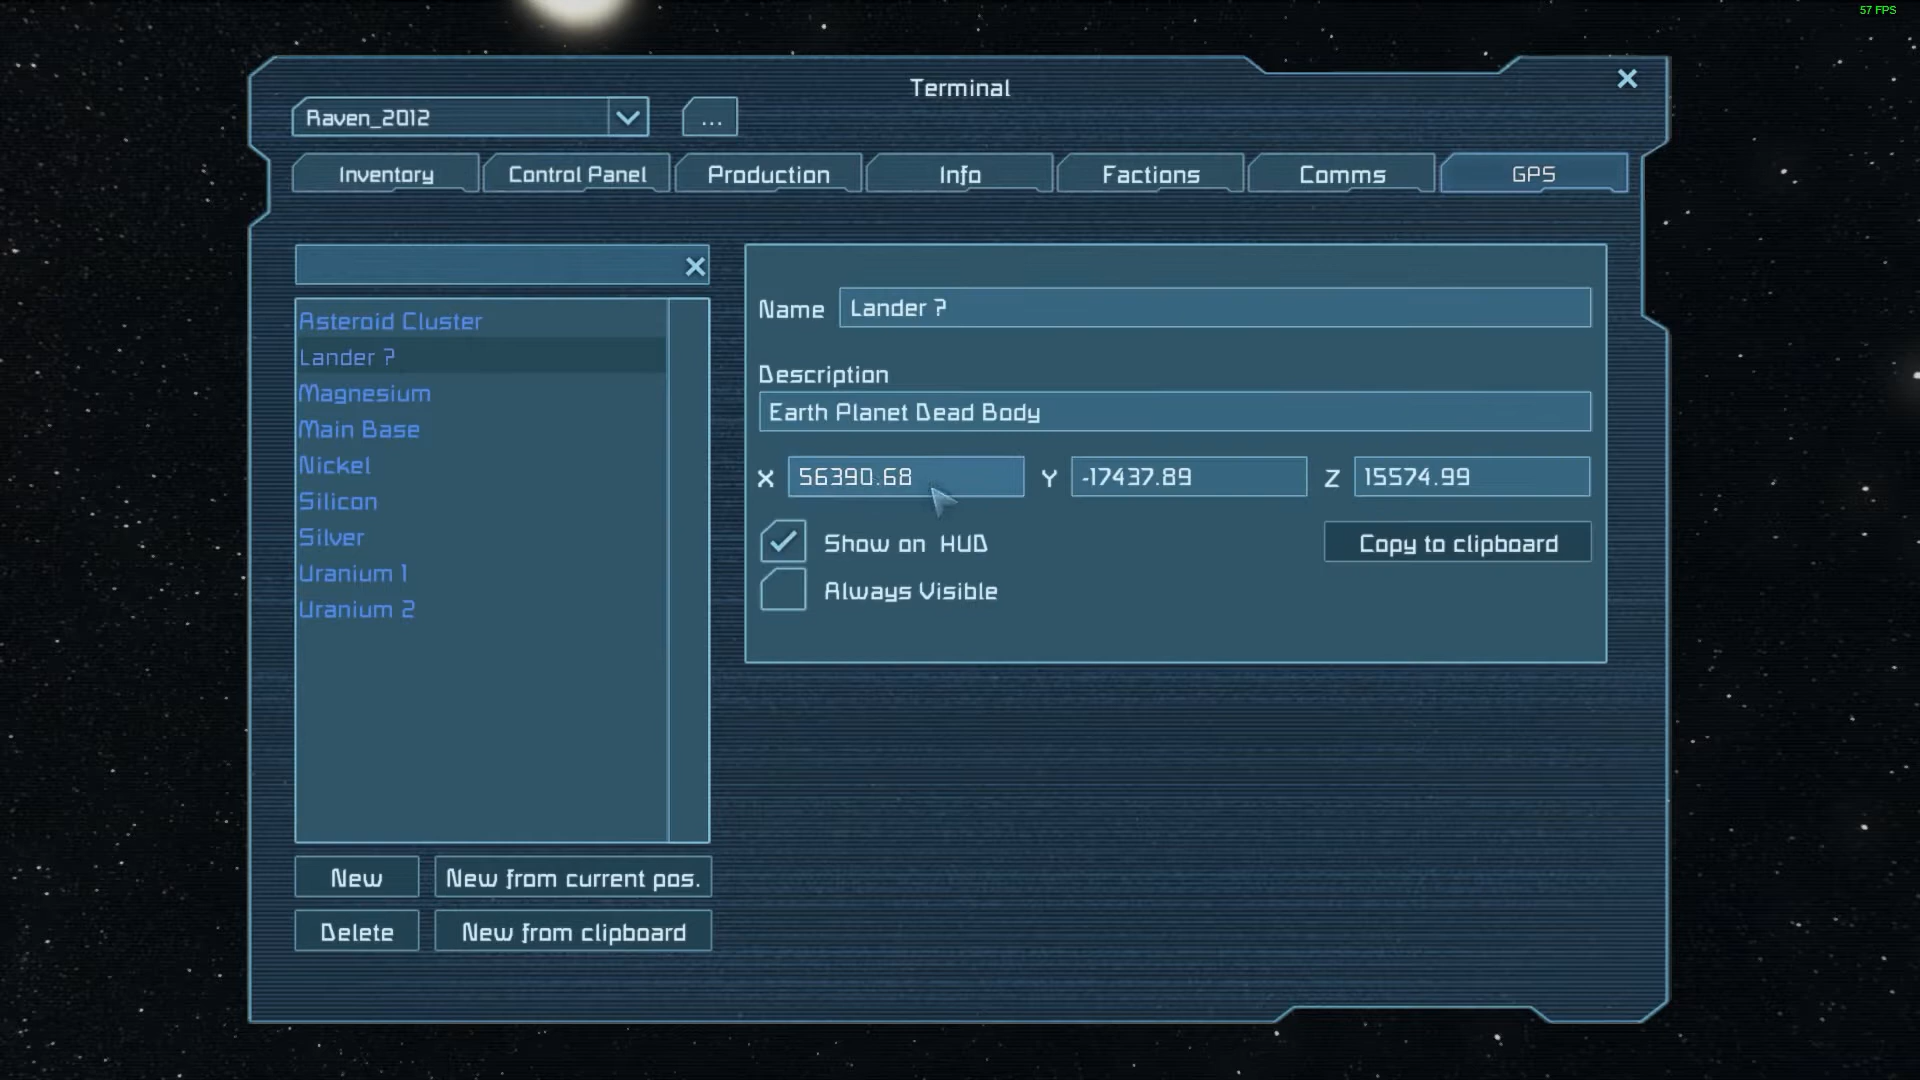 57 FPS
Terminal
Raven_2012
...
Inventory
Control Panel
Production
Info
Factions
Comms
GPS
Asteroid Cluster
Lander ?
Magnesium
Main Base
Nickel
Silicon
Silver
Uranium 1
Uranium 2
Name Lander ?
Description
Earth Planet Dead Body
X 56390.68 Y -17437.89 Z 15574.99
Show on HUD
Copy to clipboard
Always Visible
New
New from current pos.
Delete
New from clipboard